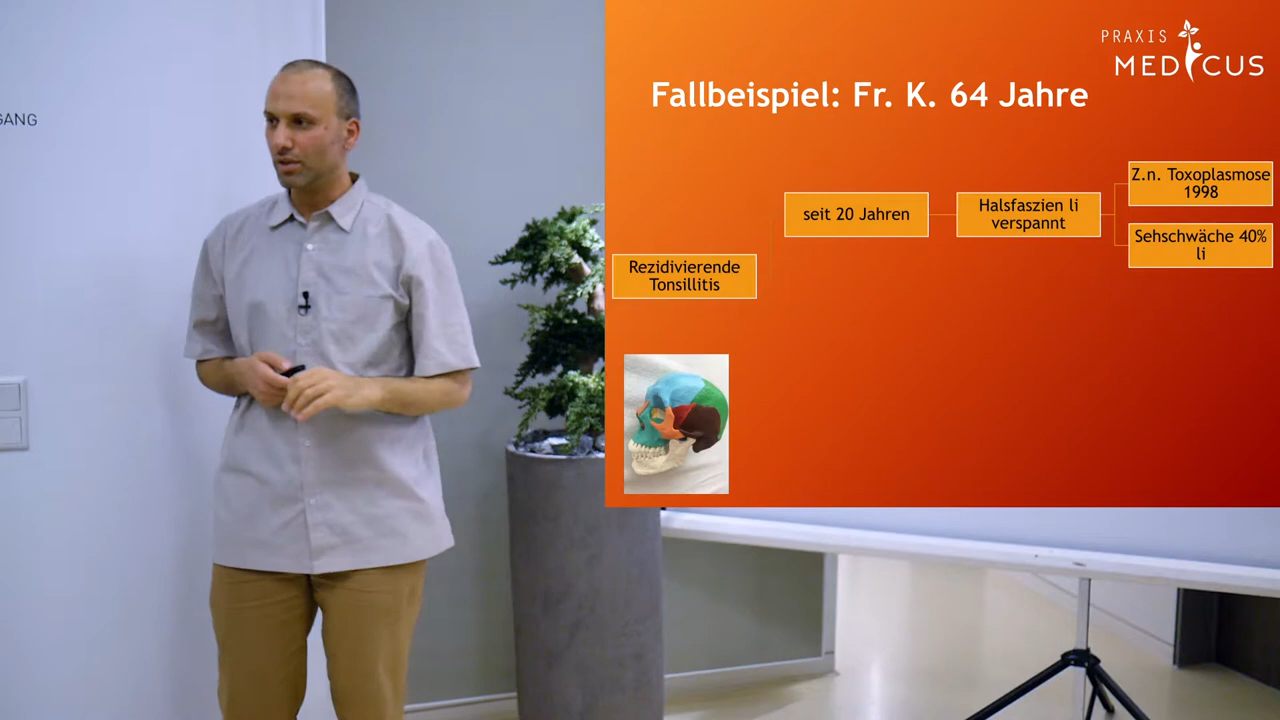 GANG
PRAXIS
MEDICUS
Fallbeispiel: Fr. K. 64 Jahre
Rezidivierende
Tonsillitis
seit 20 Jahren
Halsfaszien li
verspannt
Z.n. Toxoplasmose
1998
Sehschwäche 40%
li